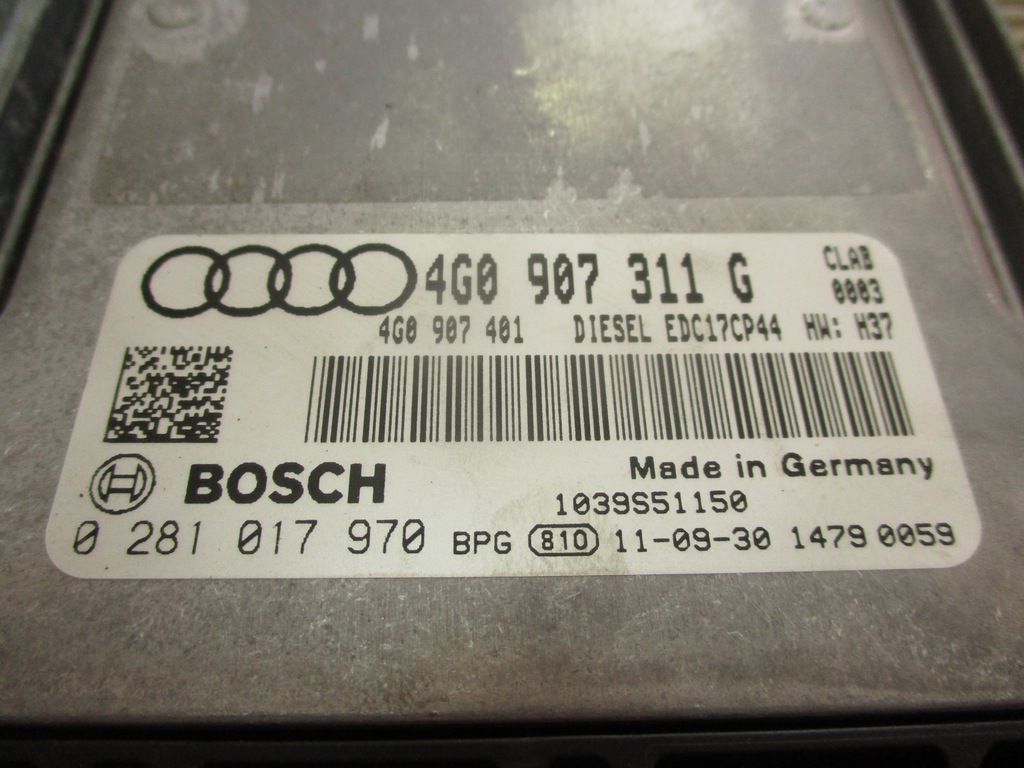 4G0 907 311 G CLAB
0003
4G0 907 401 DIESEL EDC17CP44 HW: H37
BOSCH Made in Germany
1039S51150
0 281 017 970 BPG 810 11-09-30 1479 0059